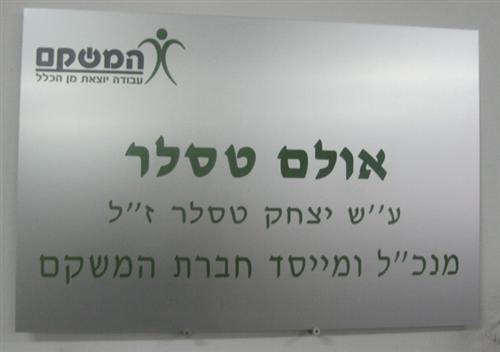 המשקם
עבודה יוצאת מן הכלל
אולם טסלר
ע״ש יצחק טסלר ז״ל
מנכ״ל ומייסד חברת המשקם